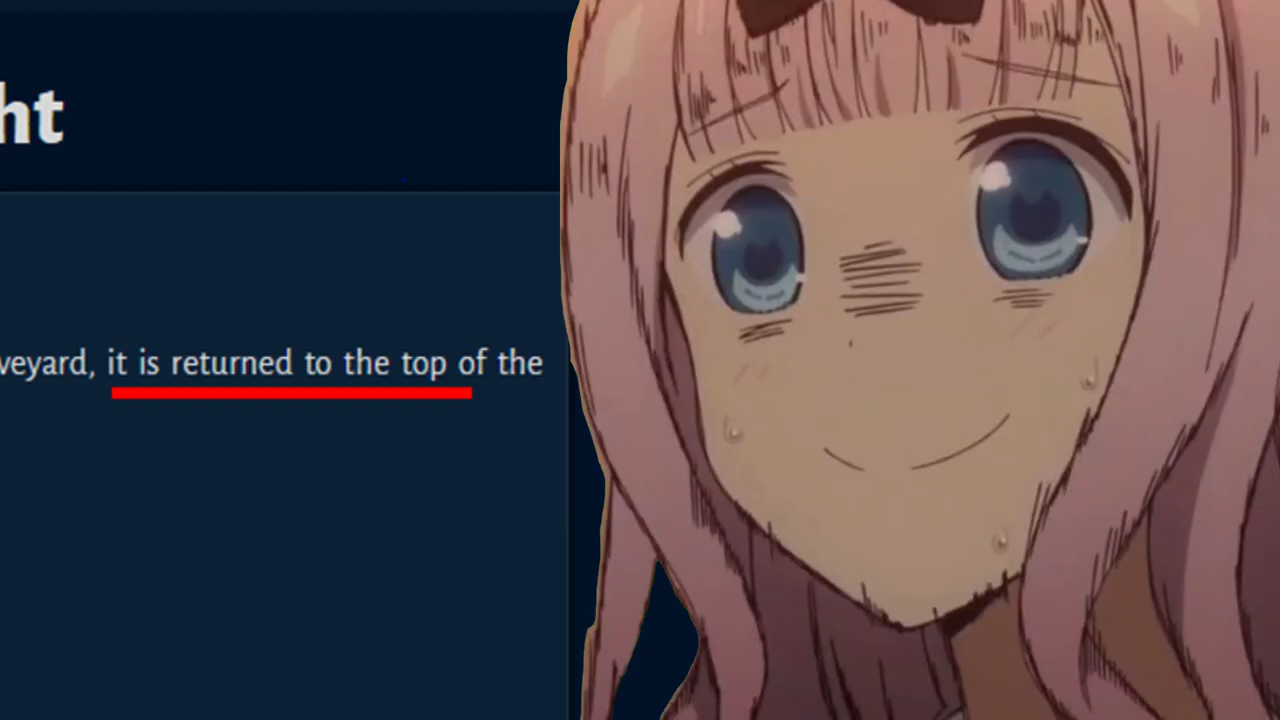 ht
veyard, it is returned to the top of the